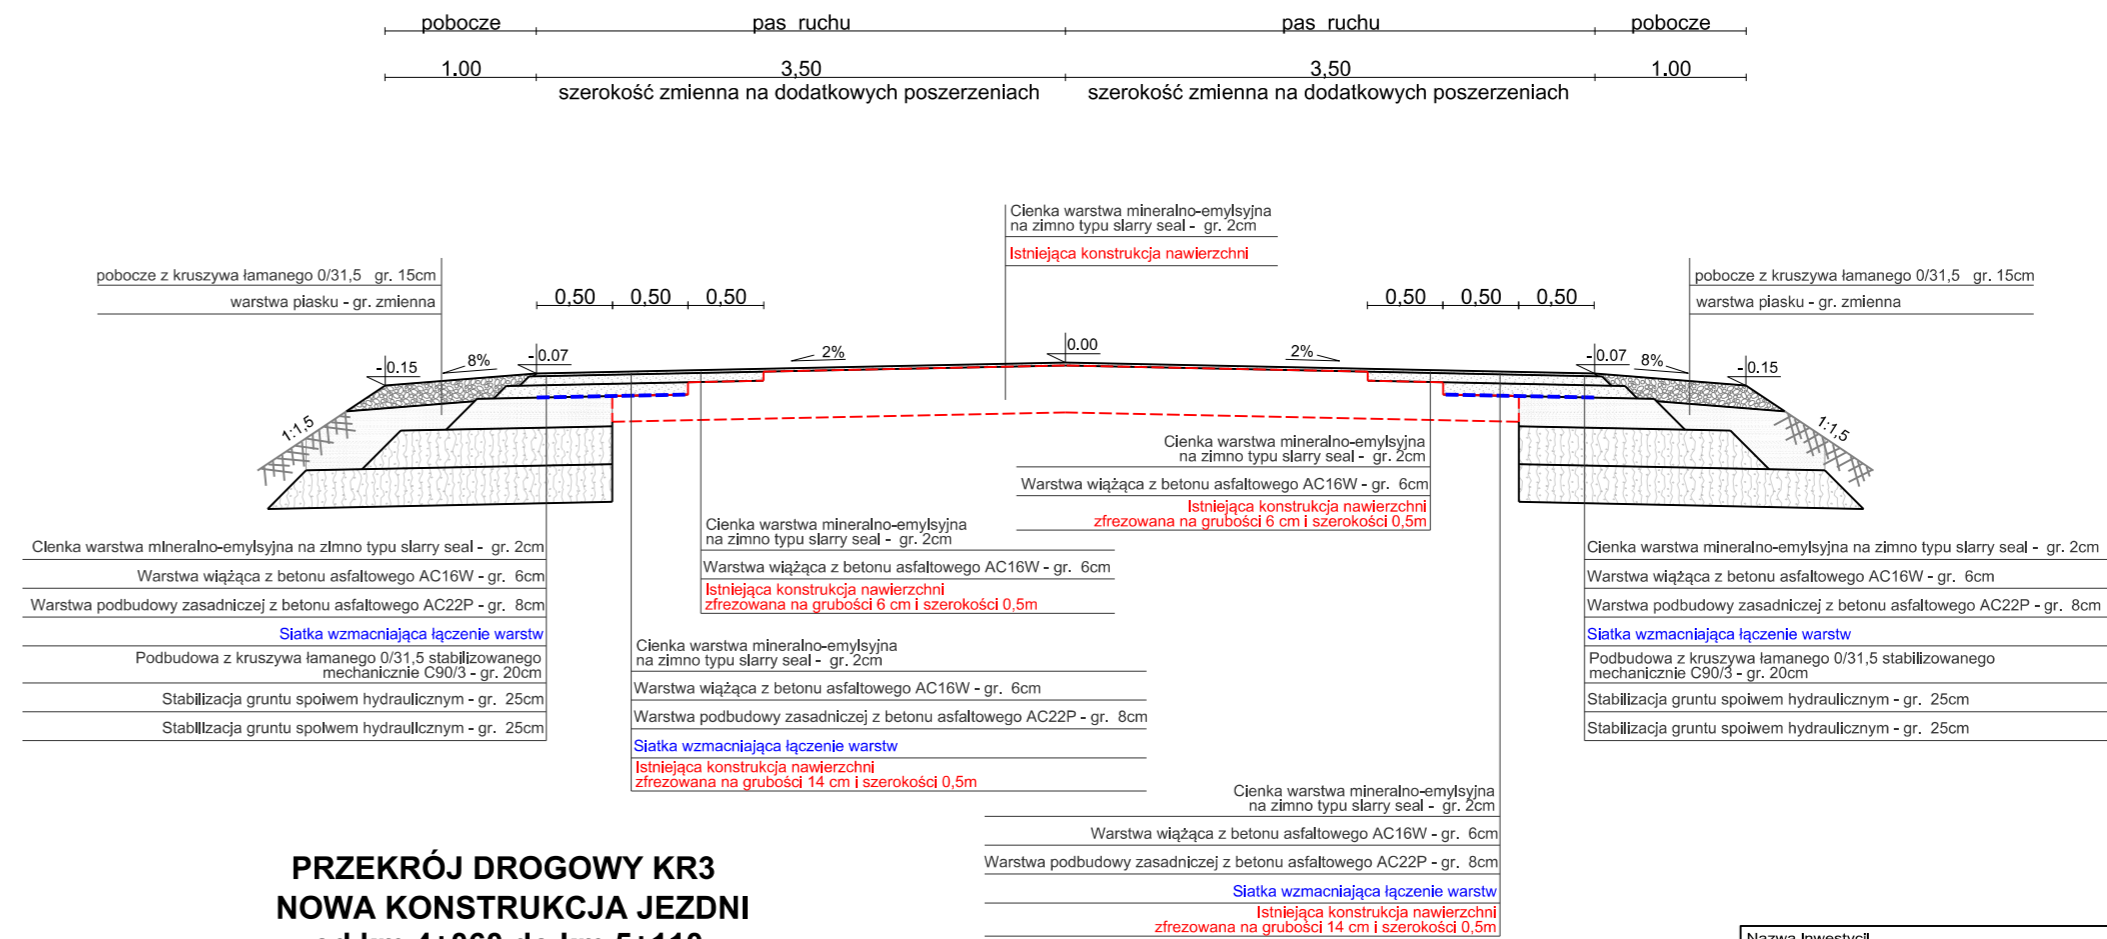 pobocze pas ruchu pas ruchu pobocze
1.00 3,50 3,50 1.00
szerokość zmienna na dodatkowych poszerzeniach szerokość zmienna na dodatkowych poszerzeniach
Cienka warstwa mineralno-emylsyjna
na zimno typu slarry seal - gr. 2cm
Istniejąca konstrukcja nawierzchni
pobocze z kruszywa łamanego 0/31,5 gr. 15cm
warstwa piasku - gr. zmienna
pobocze z kruszywa łamanego 0/31,5 gr. 15cm
warstwa piasku - gr. zmienna
0,50 0,50 0,50 0,50 0,50 0,50
-0.15 8% -0.07 2% 0.00 2% -0.07 8% -0.15
1:1,5 1:1,5
Cienka warstwa mineralno-emylsyjna
na zimno typu slarry seal - gr. 2cm
Warstwa wiążąca z betonu asfaltowego AC16W - gr. 6cm
Istniejąca konstrukcja nawierzchni
zfrezowana na grubości 6 cm i szerokości 0,5m
Cienka warstwa mineralno-emylsyjna
na zimno typu slarry seal - gr. 2cm
Warstwa wiążąca z betonu asfaltowego AC16W - gr. 6cm
Istniejąca konstrukcja nawierzchni
zfrezowana na grubości 6 cm i szerokości 0,5m
Cienka warstwa mineralno-emylsyjna na zimno typu slarry seal - gr. 2cm
Warstwa wiążąca z betonu asfaltowego AC16W - gr. 6cm
Warstwa podbudowy zasadniczej z betonu asfaltowego AC22P - gr. 8cm
Siatka wzmacniająca łączenie warstw
Podbudowa z kruszywa łamanego 0/31,5 stabilizowanego
mechanicznie C90/3 - gr. 20cm
Stabilizacja gruntu spoiwem hydraulicznym - gr. 25cm
Stabilizacja gruntu spoiwem hydraulicznym - gr. 25cm
Cienka warstwa mineralno-emylsyjna na zimno typu slarry seal - gr. 2cm
Warstwa wiążąca z betonu asfaltowego AC16W - gr. 6cm
Warstwa podbudowy zasadniczej z betonu asfaltowego AC22P - gr. 8cm
Siatka wzmacniająca łączenie warstw
Podbudowa z kruszywa łamanego 0/31,5 stabilizowanego
mechanicznie C90/3 - gr. 20cm
Stabilizacja gruntu spoiwem hydraulicznym - gr. 25cm
Stabilizacja gruntu spoiwem hydraulicznym - gr. 25cm
Cienka warstwa mineralno-emylsyjna
na zimno typu slarry seal - gr. 2cm
Warstwa wiążąca z betonu asfaltowego AC16W - gr. 6cm
Warstwa podbudowy zasadniczej z betonu asfaltowego AC22P - gr. 8cm
Siatka wzmacniająca łączenie warstw
Istniejąca konstrukcja nawierzchni
zfrezowana na grubości 14 cm i szerokości 0,5m
Cienka warstwa mineralno-emylsyjna
na zimno typu slarry seal - gr. 2cm
Warstwa wiążąca z betonu asfaltowego AC16W - gr. 6cm
Warstwa podbudowy zasadniczej z betonu asfaltowego AC22P - gr. 8cm
Siatka wzmacniająca łączenie warstw
Istniejąca konstrukcja nawierzchni
zfrezowana na grubości 14 cm i szerokości 0,5m
PRZEKRÓJ DROGOWY KR3
NOWA KONSTRUKCJA JEZDNI
Nazwa Inwestycji